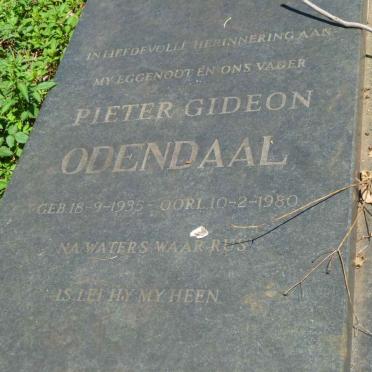 IN LIEFDEVOLLE HERINNERING AAN
MY EGGENOOT EN ONS VADER
PIETER GIDEON
ODENDAAL
GEB. 18-9-1935 - OORL. 10-2-1980
NA WATERS WAAR RUS
IS, LEI HY MY HEEN